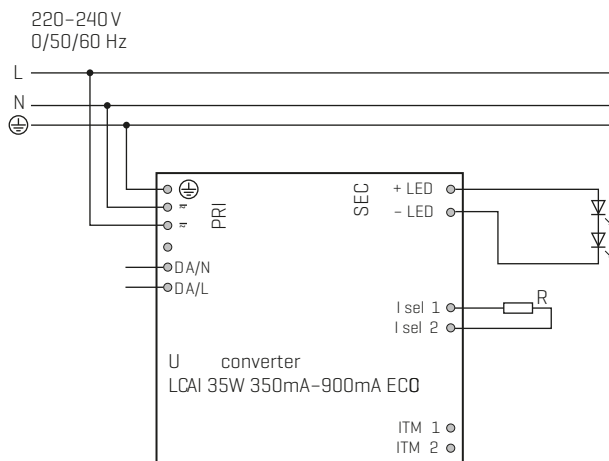 220–240 V
0/50/60 Hz
L
N
PRI
SEC
+ LED
– LED
DA/N
DA/L
I sel 1
I sel 2
R
U converter
LCAI 35W 350mA–900mA ECO
ITM 1
ITM 2